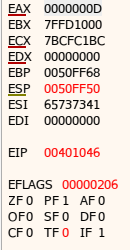 EAX 0000000D
EBX 7FFD1000
ECX 7BCFC1BC
EDX 00000000
EBP 0050FF68
ESP 0050FF50
ESI 65737341
EDI 00000000
EIP 00401046
EFLAGS 00000206
ZF 0 PF 1 AF 0
OF 0 SF 0 DF 0
CF 0 TF 0 IF 1